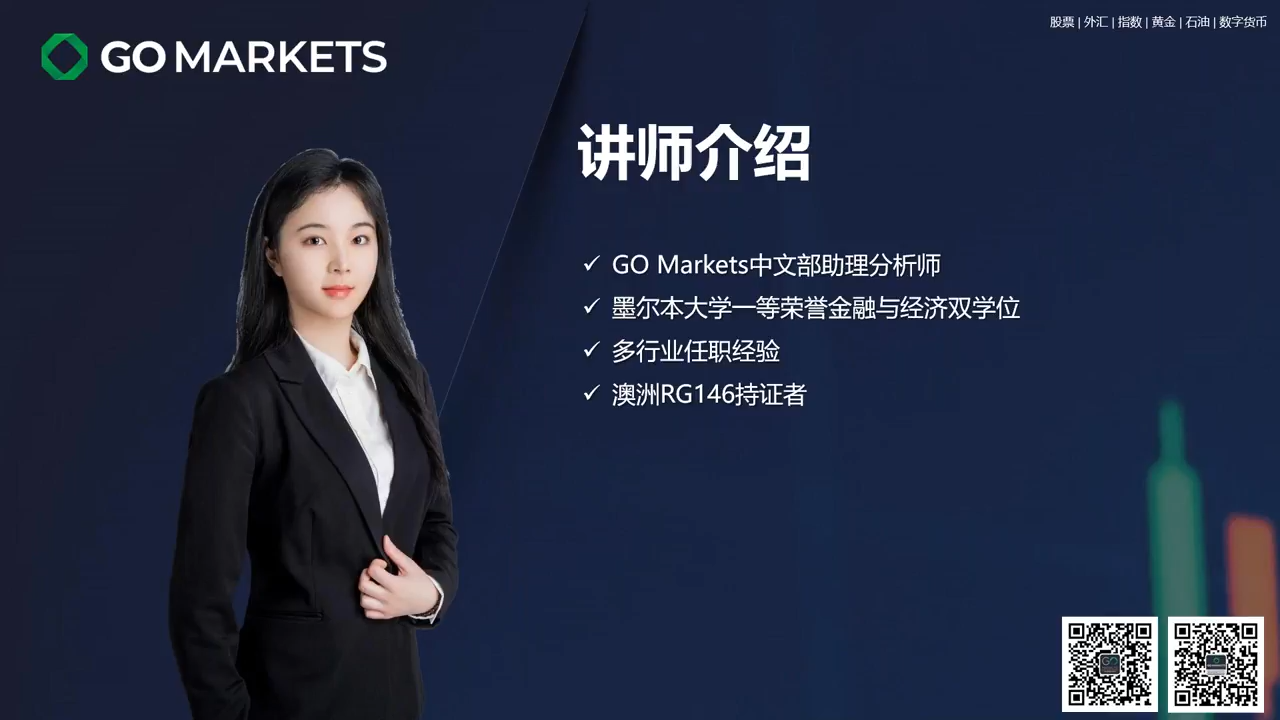 股票 | 外汇 | 指数 | 黄金 | 石油 | 数字货币
GO MARKETS
讲师介绍
✓ GO Markets中文部助理分析师
✓ 墨尔本大学一等荣誉金融与经济双学位
✓ 多行业任职经验
✓ 澳洲RG146持证者